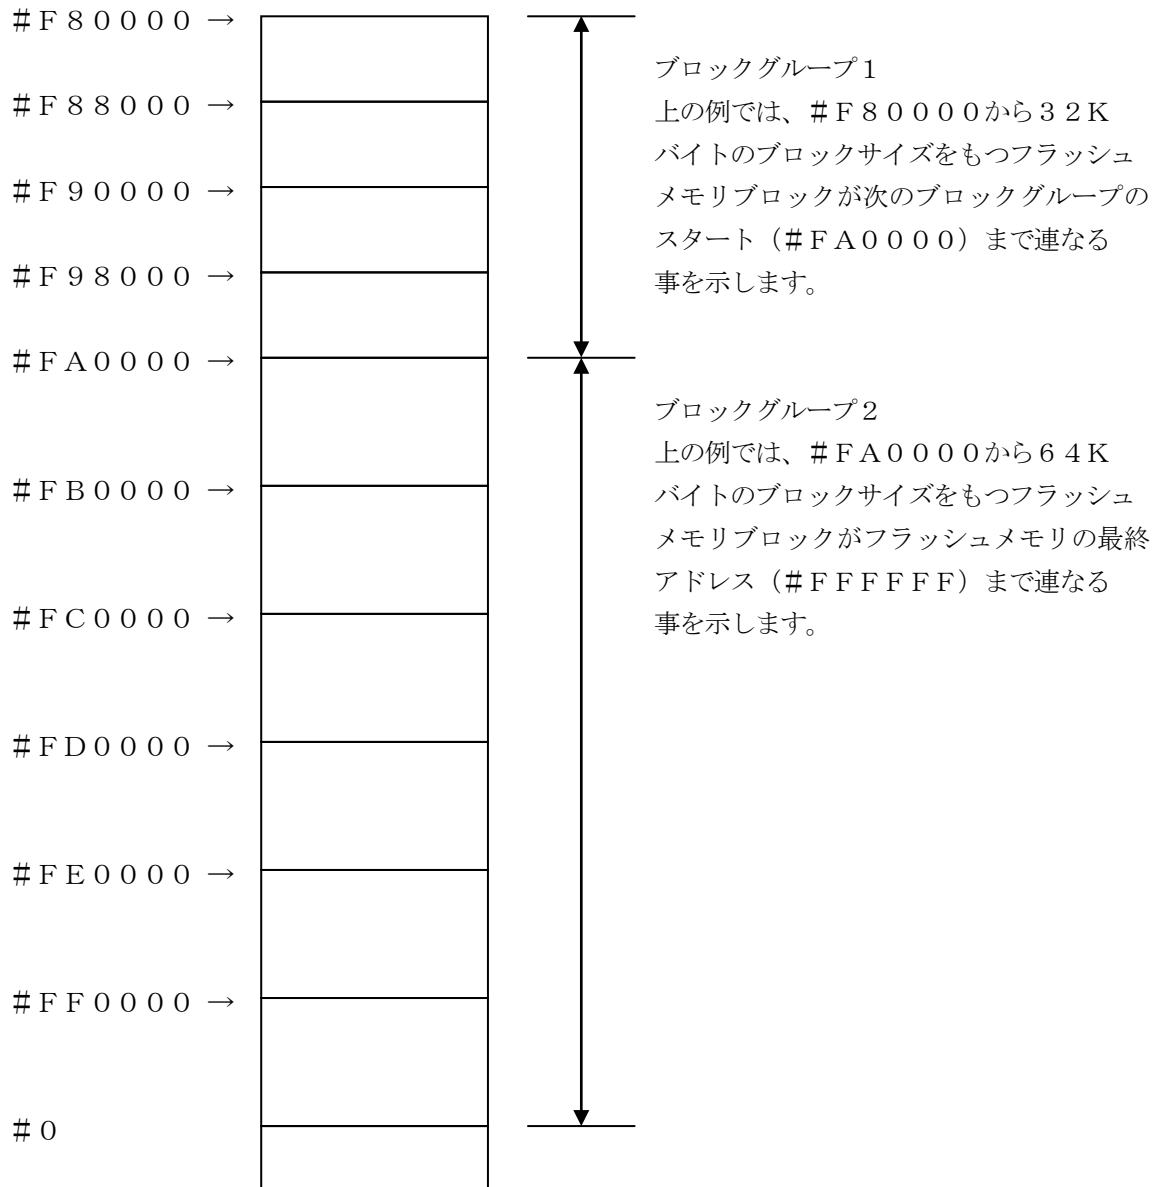 ＃Ｆ８００００ →
＃Ｆ８８０００ →
＃Ｆ９００００ →
＃Ｆ９８０００ →
＃ＦＡ００００ →
＃ＦＢ００００ →
＃ＦＣ００００ →
＃ＦＤ００００ →
＃ＦＥ００００ →
＃ＦＦ００００ →
＃０
ブロックグループ１
上の例では、＃Ｆ８００００から３２Ｋ
バイトのブロックサイズをもつフラッシュ
メモリブロックが次のブロックグループの
スタート（＃ＦＡ００００）まで連なる
事を示します。
ブロックグループ２
上の例では、＃ＦＡ００００から６４Ｋ
バイトのブロックサイズをもつフラッシュ
メモリブロックがフラッシュメモリの最終
アドレス（＃ＦＦＦＦＦＦ）まで連なる
事を示します。